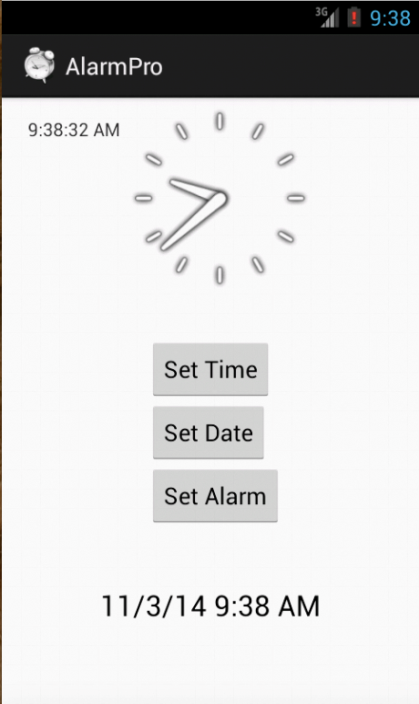 3G 9:38
AlarmPro
9:38:32 AM
Set Time
Set Date
Set Alarm
11/3/14 9:38 AM